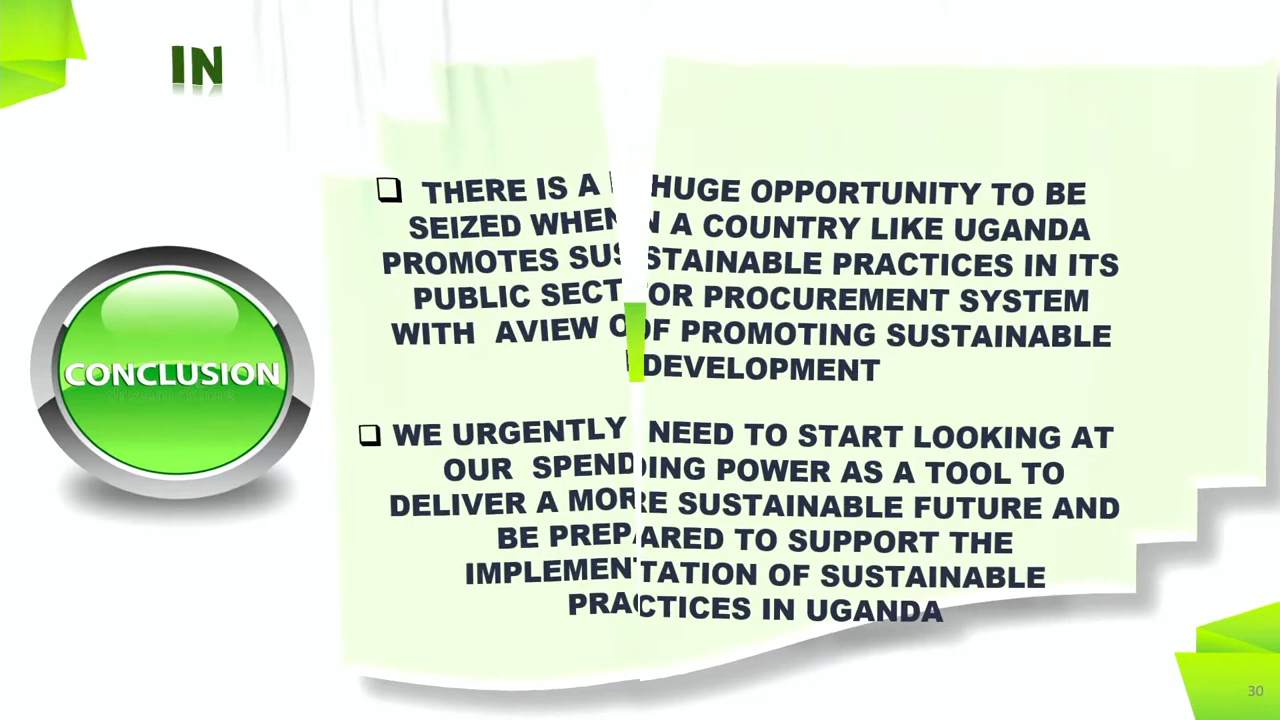 IN
CONCLUSION
THERE IS A HUGE OPPORTUNITY TO BE
SEIZED WHEN A COUNTRY LIKE UGANDA
PROMOTES SUSTAINABLE PRACTICES IN ITS
PUBLIC SECTOR PROCUREMENT SYSTEM
WITH AVIEW OF PROMOTING SUSTAINABLE
DEVELOPMENT
WE URGENTLY NEED TO START LOOKING AT
OUR SPENDING POWER AS A TOOL TO
DELIVER A MORE SUSTAINABLE FUTURE AND
BE PREPARED TO SUPPORT THE
IMPLEMENTATION OF SUSTAINABLE
PRACTICES IN UGANDA
30